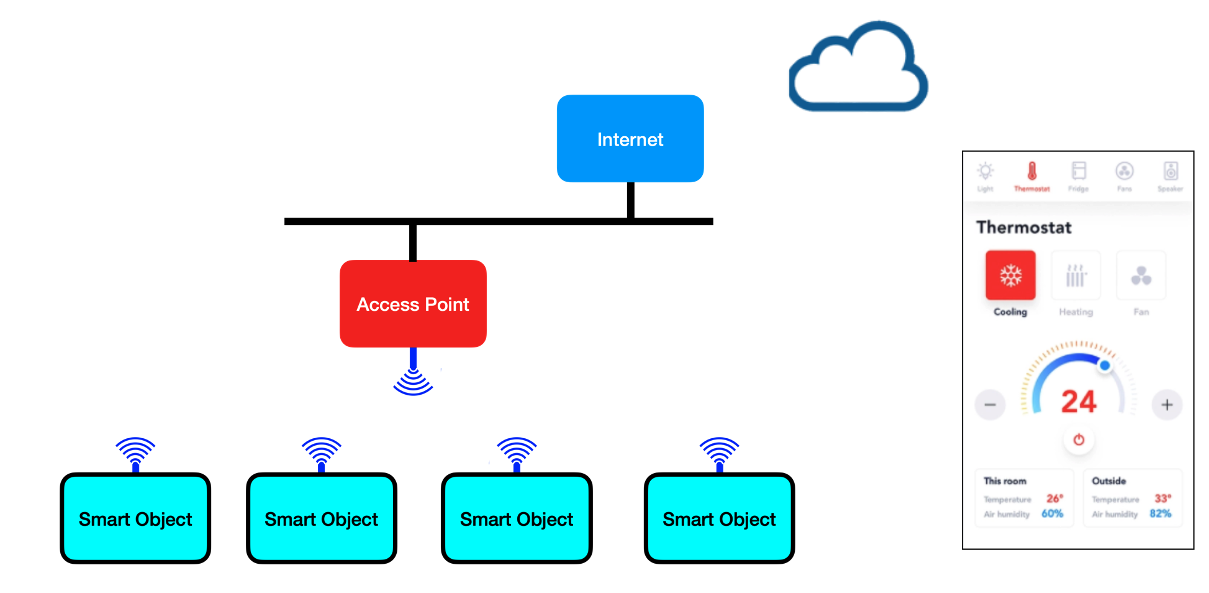 Internet
Access Point
Smart Object Smart Object Smart Object Smart Object
Light Thermostat Fridge Fans Speaker
Thermostat
Cooling Heating Fan
24
This room
Temperature 26°
Air humidity 60%
Outside
Temperature 33°
Air humidity 82%